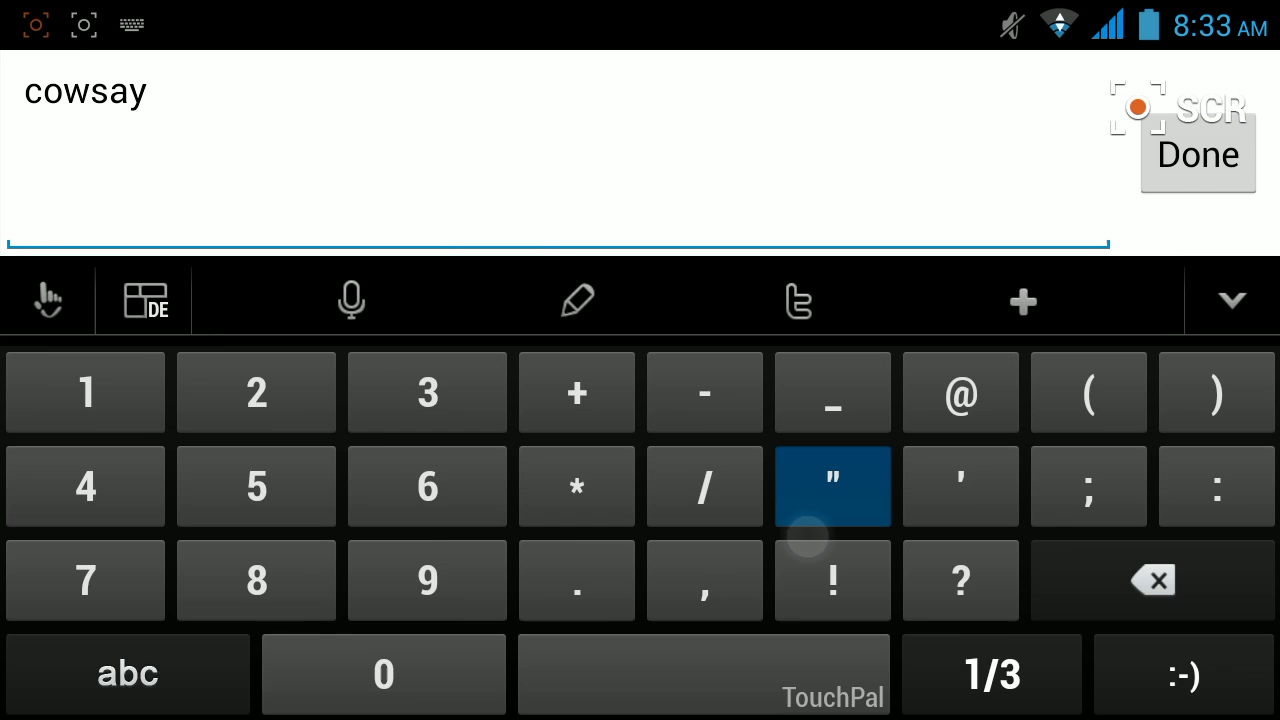 8:33 AM
cowsay
SCR
Done
DE
1 2 3 + - _ @ ( )
4 5 6 * / " ' ; :
7 8 9 . , ! ?
abc 0 TouchPal 1/3 :-)